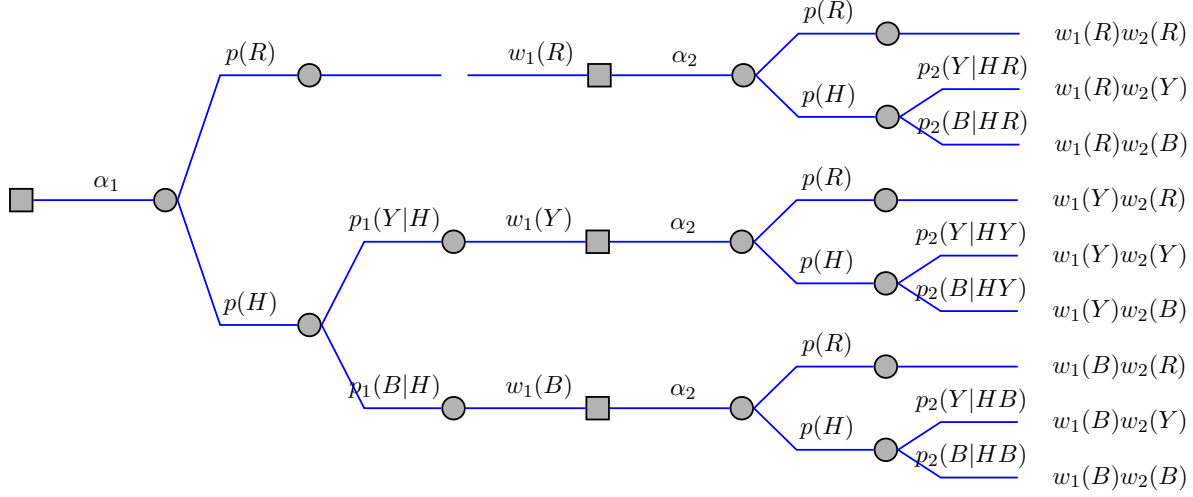 p(R)
p(R) w₁(R) α₂ w₁(R)w₂(R)
p₂(Y|HR)
p(H) w₁(R)w₂(Y)
p₂(B|HR)
w₁(R)w₂(B)
α₁ p(R) w₁(Y)w₂(R)
p₁(Y|H) w₁(Y) α₂
p₂(Y|HY)
p(H) w₁(Y)w₂(Y)
p₂(B|HY)
p(H) w₁(Y)w₂(B)
p(R) w₁(B)w₂(R)
p₁(B|H) w₁(B) α₂
p₂(Y|HB)
p(H) w₁(B)w₂(Y)
p₂(B|HB)
w₁(B)w₂(B)